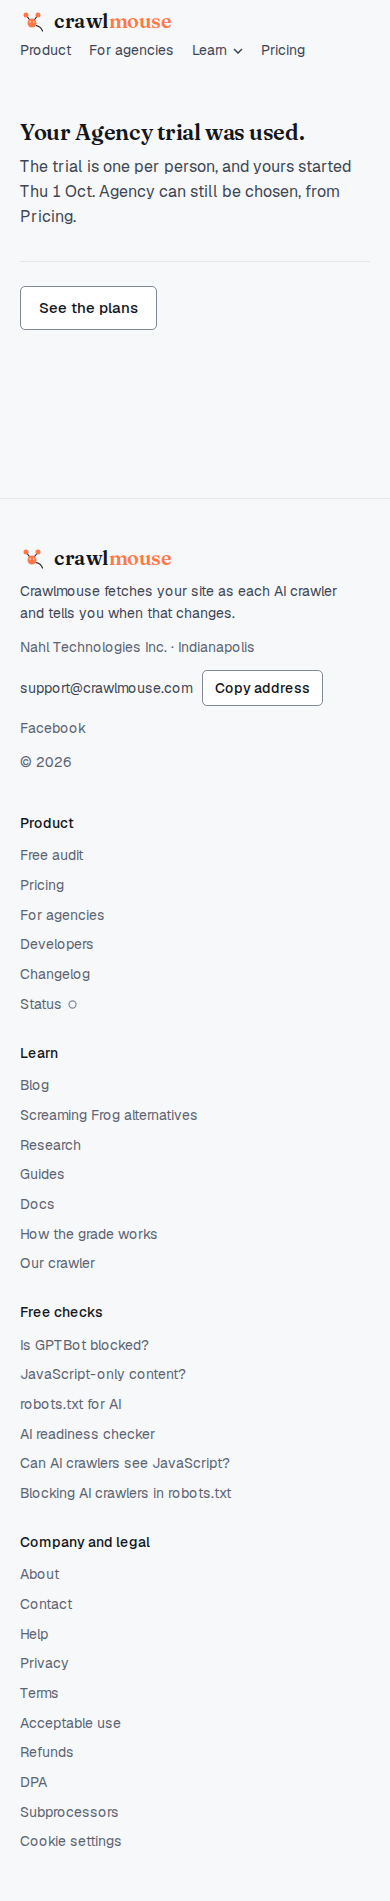 crawlmouse
Product For agencies Learn Pricing
Your Agency trial was used.
The trial is one per person, and yours started
Thu 1 Oct. Agency can still be chosen, from
Pricing.
See the plans
crawlmouse
Crawlmouse fetches your site as each AI crawler
and tells you when that changes.
Nahl Technologies Inc. · Indianapolis
support@crawlmouse.com Copy address
Facebook
© 2026
Product
Free audit
Pricing
For agencies
Developers
Changelog
Status
Learn
Blog
Screaming Frog alternatives
Research
Guides
Docs
How the grade works
Our crawler
Free checks
Is GPTBot blocked?
JavaScript-only content?
robots.txt for AI
AI readiness checker
Can AI crawlers see JavaScript?
Blocking AI crawlers in robots.txt
Company and legal
About
Contact
Help
Privacy
Terms
Acceptable use
Refunds
DPA
Subprocessors
Cookie settings